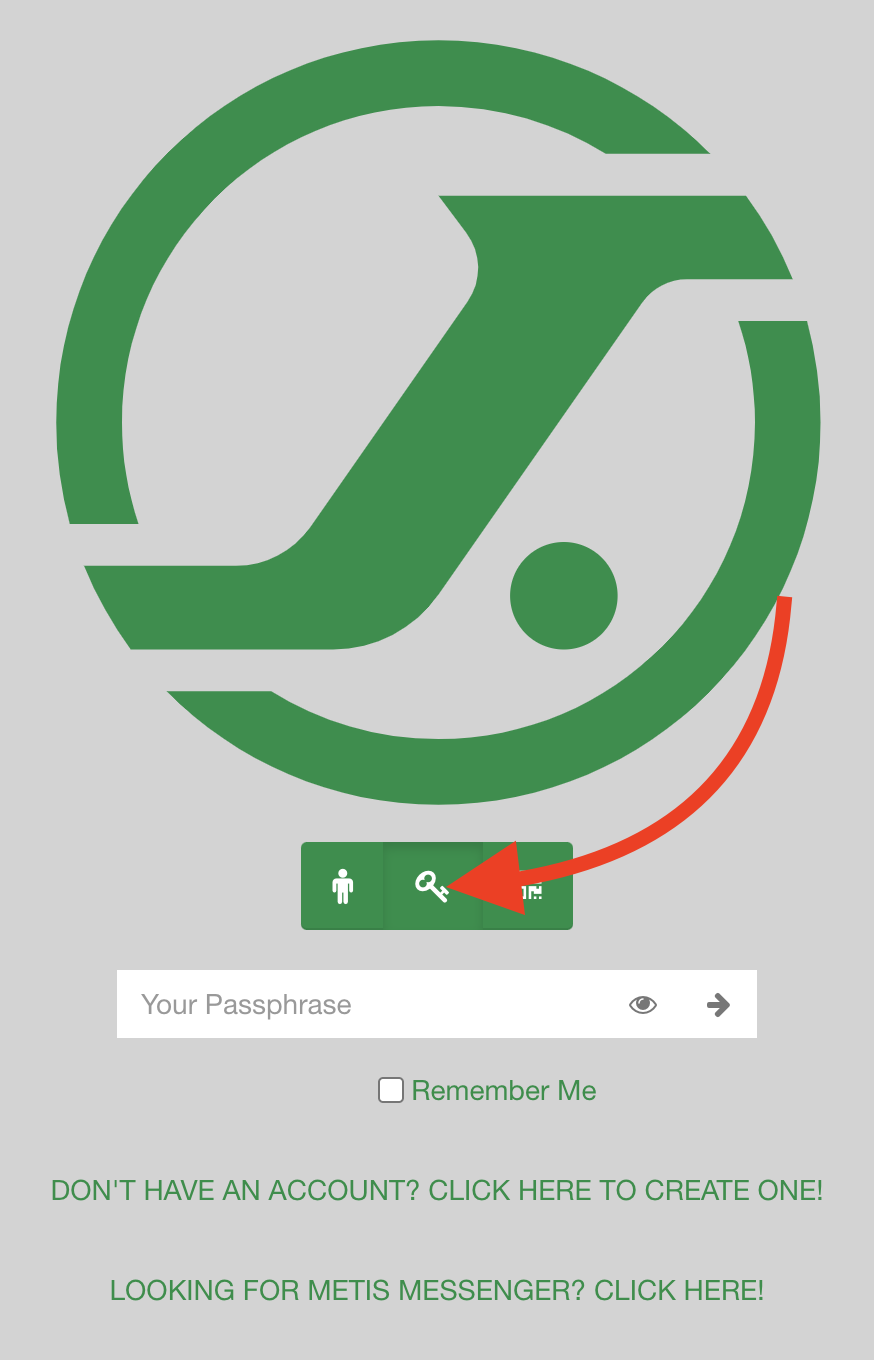 Your Passphrase
Remember Me
DON'T HAVE AN ACCOUNT? CLICK HERE TO CREATE ONE!
LOOKING FOR METIS MESSENGER? CLICK HERE!